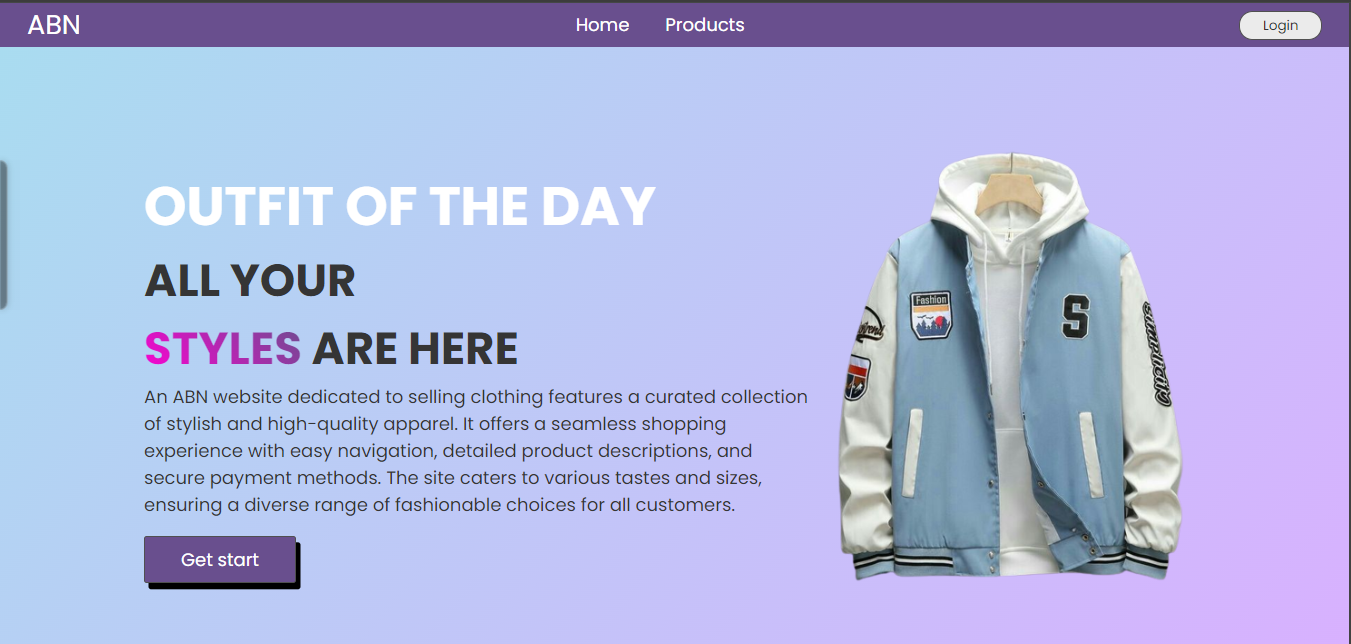 ABN
Home Products
Login
OUTFIT OF THE DAY
ALL YOUR
STYLES ARE HERE
An ABN website dedicated to selling clothing features a curated collection
of stylish and high-quality apparel. It offers a seamless shopping
experience with easy navigation, detailed product descriptions, and
secure payment methods. The site caters to various tastes and sizes,
ensuring a diverse range of fashionable choices for all customers.
Get start
Fashion
S